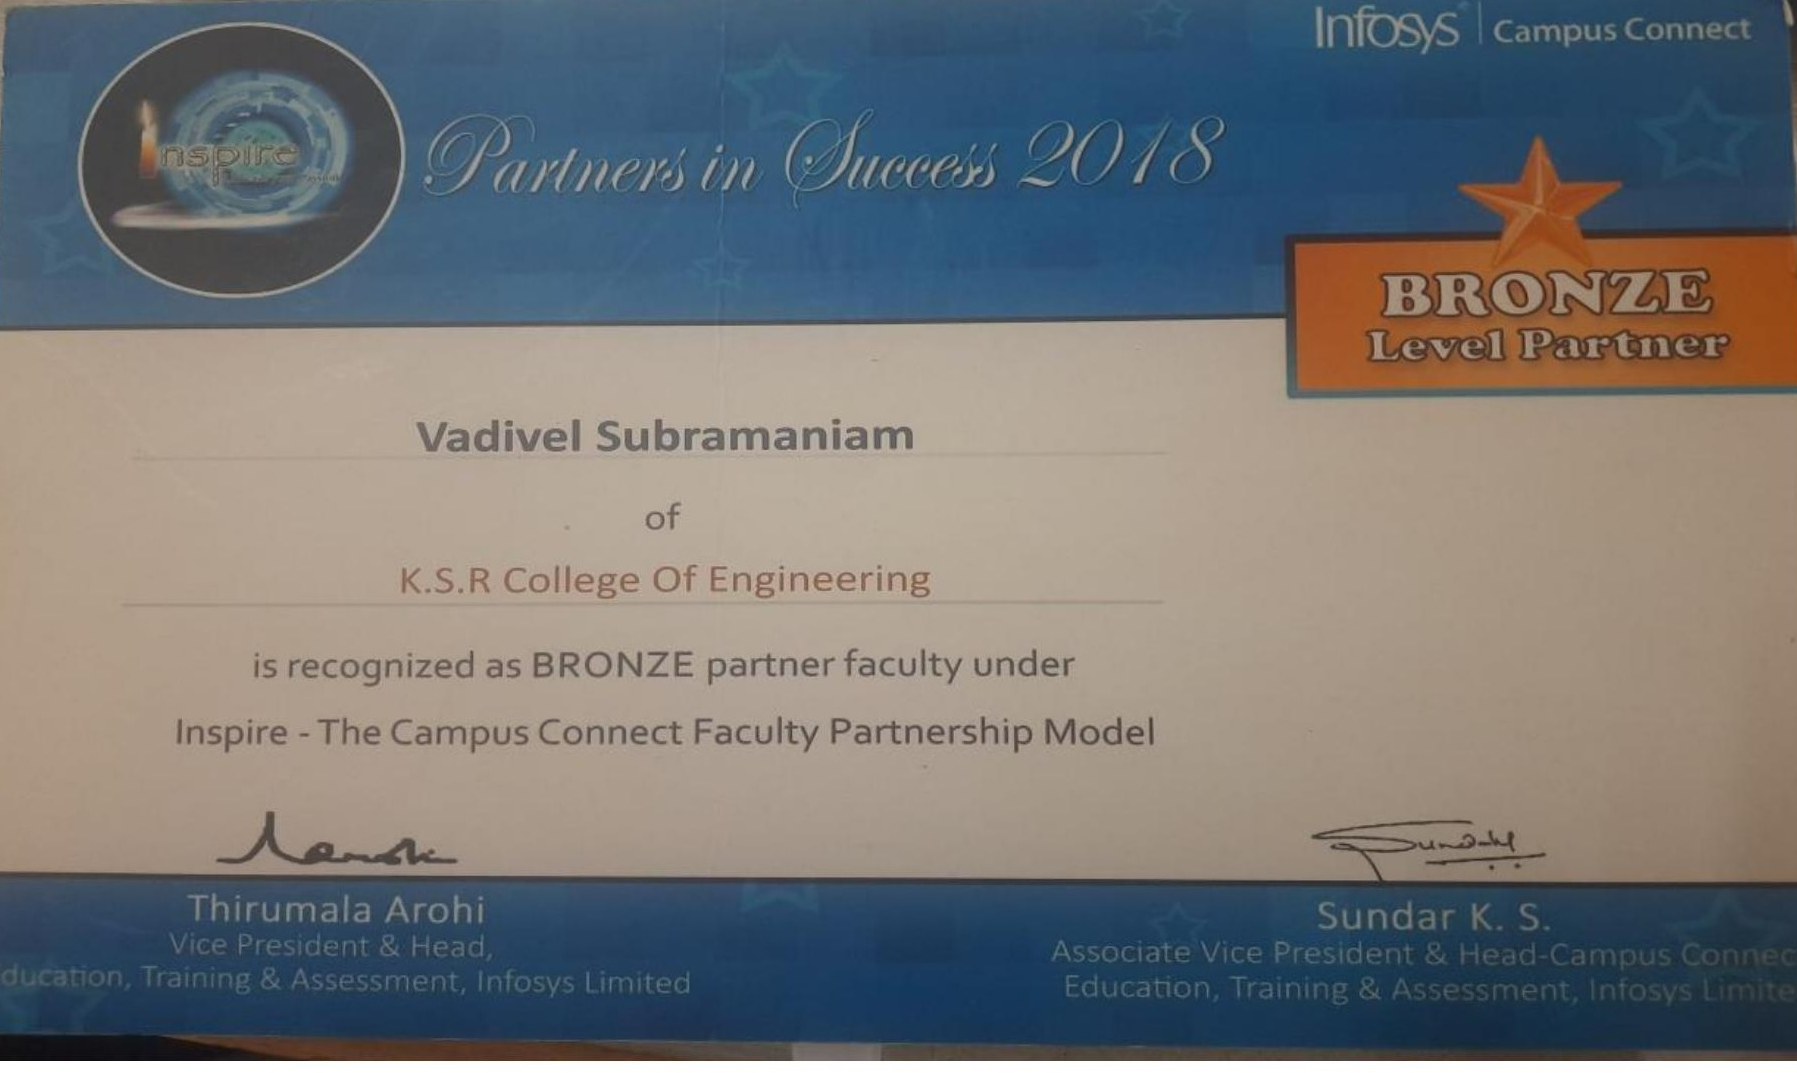 Infosys | Campus Connect
Inspire
Partners in Success 2018
BRONZE
Level Partner
Vadivel Subramaniam
of
K.S.R College Of Engineering
is recognized as BRONZE partner faculty under
Inspire - The Campus Connect Faculty Partnership Model
Thirumala Arohi
Vice President & Head,
ducation, Training & Assessment, Infosys Limited
Sundar K. S.
Associate Vice President & Head-Campus Connec
Education, Training & Assessment, Infosys Limite